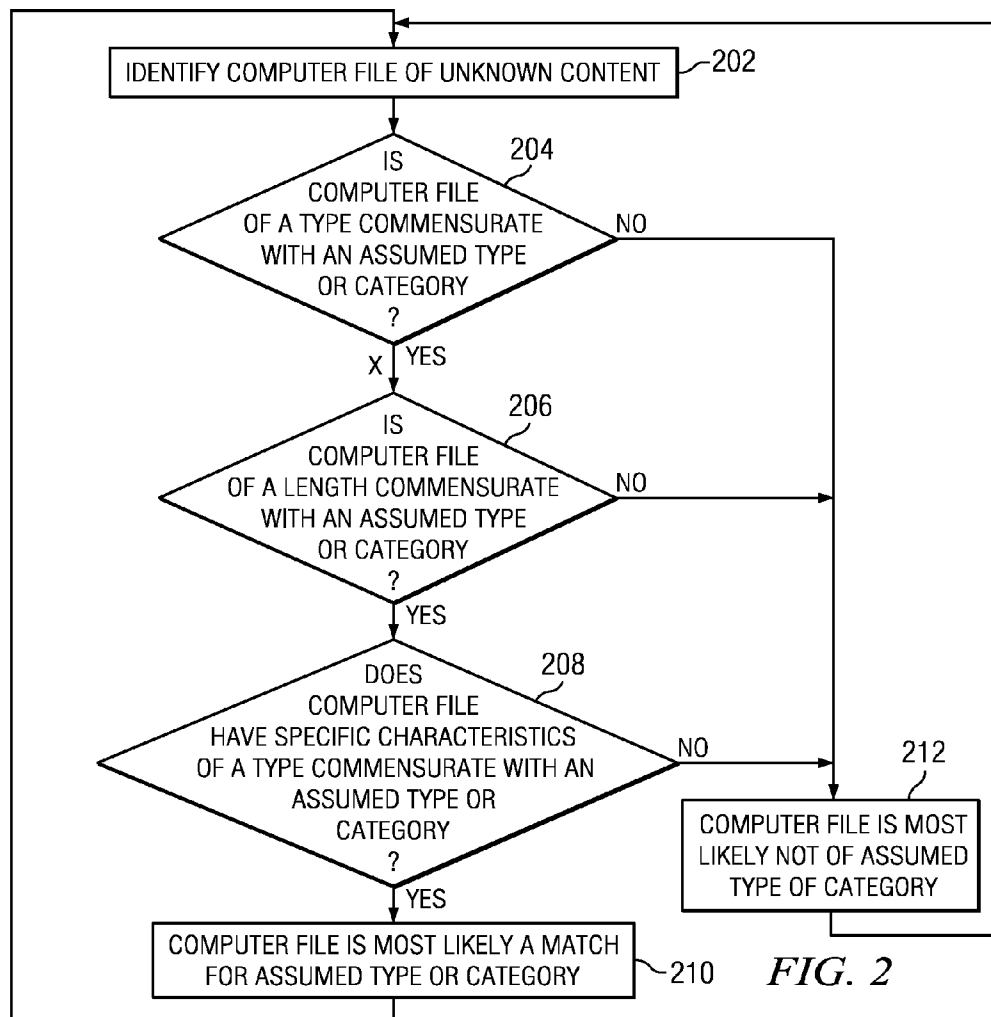 IDENTIFY COMPUTER FILE OF UNKNOWN CONTENT
202
IS
COMPUTER FILE
OF A TYPE COMMENSURATE
WITH AN ASSUMED TYPE
OR CATEGORY
?
204
NO
X
YES
IS
COMPUTER FILE
OF A LENGTH COMMENSURATE
WITH AN ASSUMED TYPE
OR CATEGORY
?
206
NO
YES
DOES
COMPUTER FILE
HAVE SPECIFIC CHARACTERISTICS
OF A TYPE COMMENSURATE WITH AN
ASSUMED TYPE OR
CATEGORY
?
208
NO
YES
212
COMPUTER FILE IS MOST
LIKELY NOT OF ASSUMED
TYPE OF CATEGORY
COMPUTER FILE IS MOST LIKELY A MATCH
FOR ASSUMED TYPE OR CATEGORY
210
FIG. 2